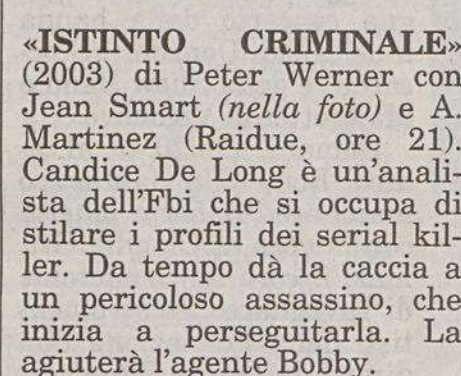 «ISTINTO CRIMINALE»
(2003) di Peter Werner con
Jean Smart (nella foto) e A.
Martinez (Raidue, ore 21).
Candice De Long è un'anali-
sta dell'Fbi che si occupa di
stilare i profili dei serial kil-
ler. Da tempo dà la caccia a
un pericoloso assassino, che
inizia a perseguitarla. La
agiuterà l'agente Bobby.